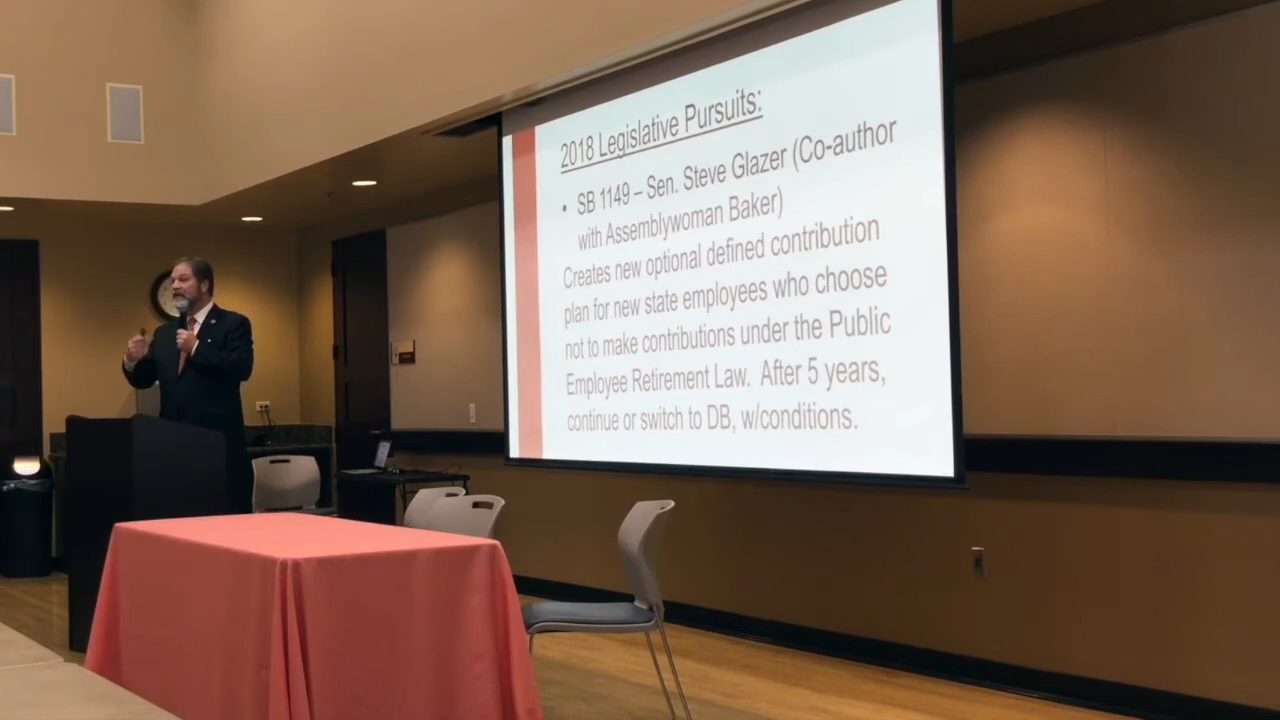 2018 Legislative Pursuits:
• SB 1149 – Sen. Steve Glazer (Co-author
with Assemblywoman Baker)
Creates new optional defined contribution
plan for new state employees who choose
not to make contributions under the Public
Employee Retirement Law. After 5 years,
continue or switch to DB, w/conditions.